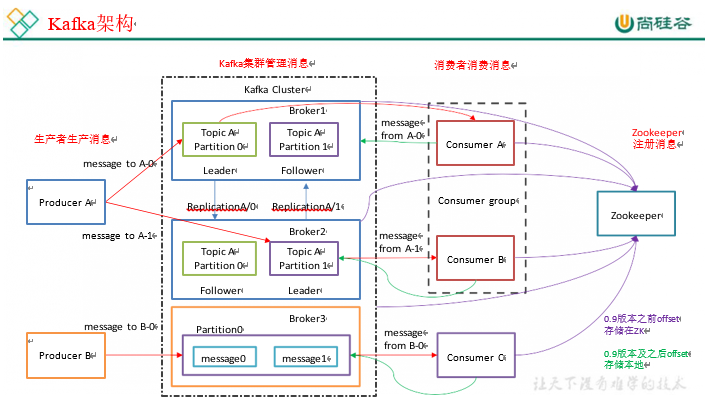 Kafka架构
尚硅谷
Kafka集群管理消息
消费者消费消息
生产者生产消息
Zookeeper
注册消息
Kafka Cluster
Broker1
Topic A
Partition 0
Topic A
Partition 1
Leader
Follower
message to A-0
message
from A-0
Consumer A
Producer A
ReplicationA/0
ReplicationA/1
Consumer group
Zookeeper
message to A-1
Broker2
Topic A
Partition 0
Topic A
Partition 1
Follower
Leader
message
from A-1
Consumer B
message to B-0
Broker3
Partition0
message0
message1
message
from B-0
Producer B
Consumer C
0.9版本之前offset
存储在ZK
0.9版本及之后offset
存储本地
让天下没有难学的技术